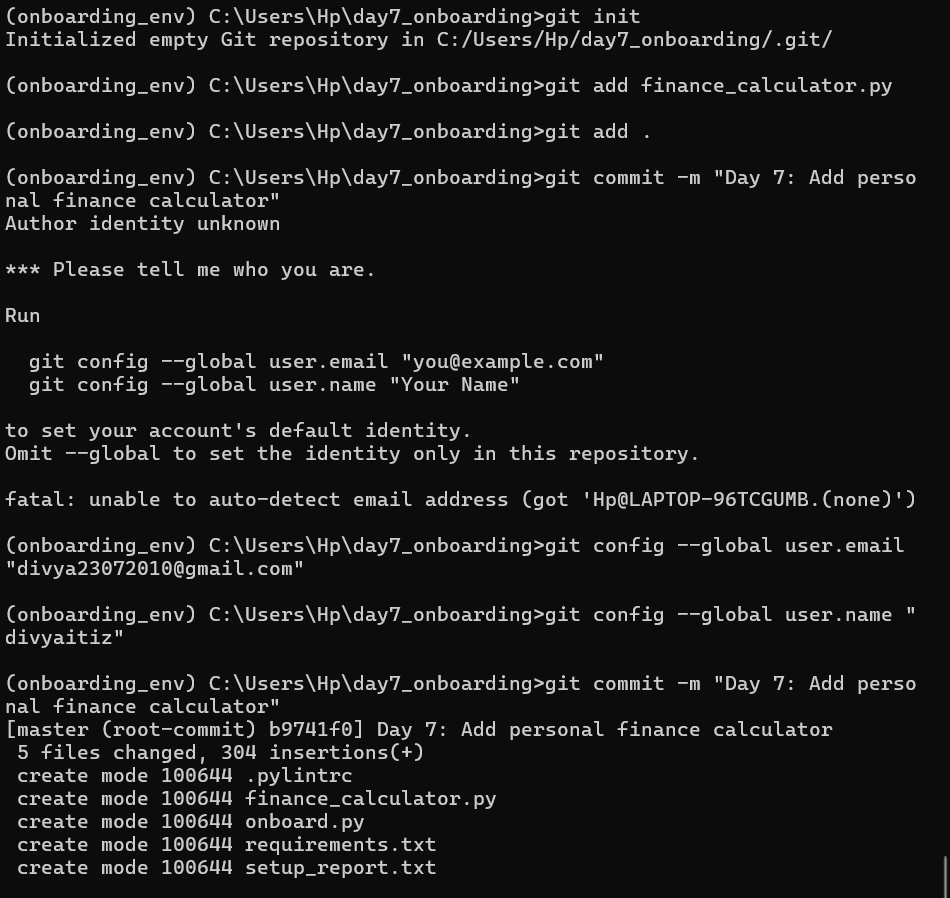 (onboarding_env) C:\Users\Hp\day7_onboarding>git init
Initialized empty Git repository in C:/Users/Hp/day7_onboarding/.git/
(onboarding_env) C:\Users\Hp\day7_onboarding>git add finance_calculator.py
(onboarding_env) C:\Users\Hp\day7_onboarding>git add .
(onboarding_env) C:\Users\Hp\day7_onboarding>git commit -m "Day 7: Add perso
nal finance calculator"
Author identity unknown
*** Please tell me who you are.
Run
  git config --global user.email "you@example.com"
  git config --global user.name "Your Name"
to set your account's default identity.
Omit --global to set the identity only in this repository.
fatal: unable to auto-detect email address (got 'Hp@LAPTOP-96TCGUMB.(none)')
(onboarding_env) C:\Users\Hp\day7_onboarding>git config --global user.email
"divya23072010@gmail.com"
(onboarding_env) C:\Users\Hp\day7_onboarding>git config --global user.name "
divyaitiz"
(onboarding_env) C:\Users\Hp\day7_onboarding>git commit -m "Day 7: Add perso
nal finance calculator"
[master (root-commit) b9741f0] Day 7: Add personal finance calculator
 5 files changed, 304 insertions(+)
 create mode 100644 .pylintrc
 create mode 100644 finance_calculator.py
 create mode 100644 onboard.py
 create mode 100644 requirements.txt
 create mode 100644 setup_report.txt